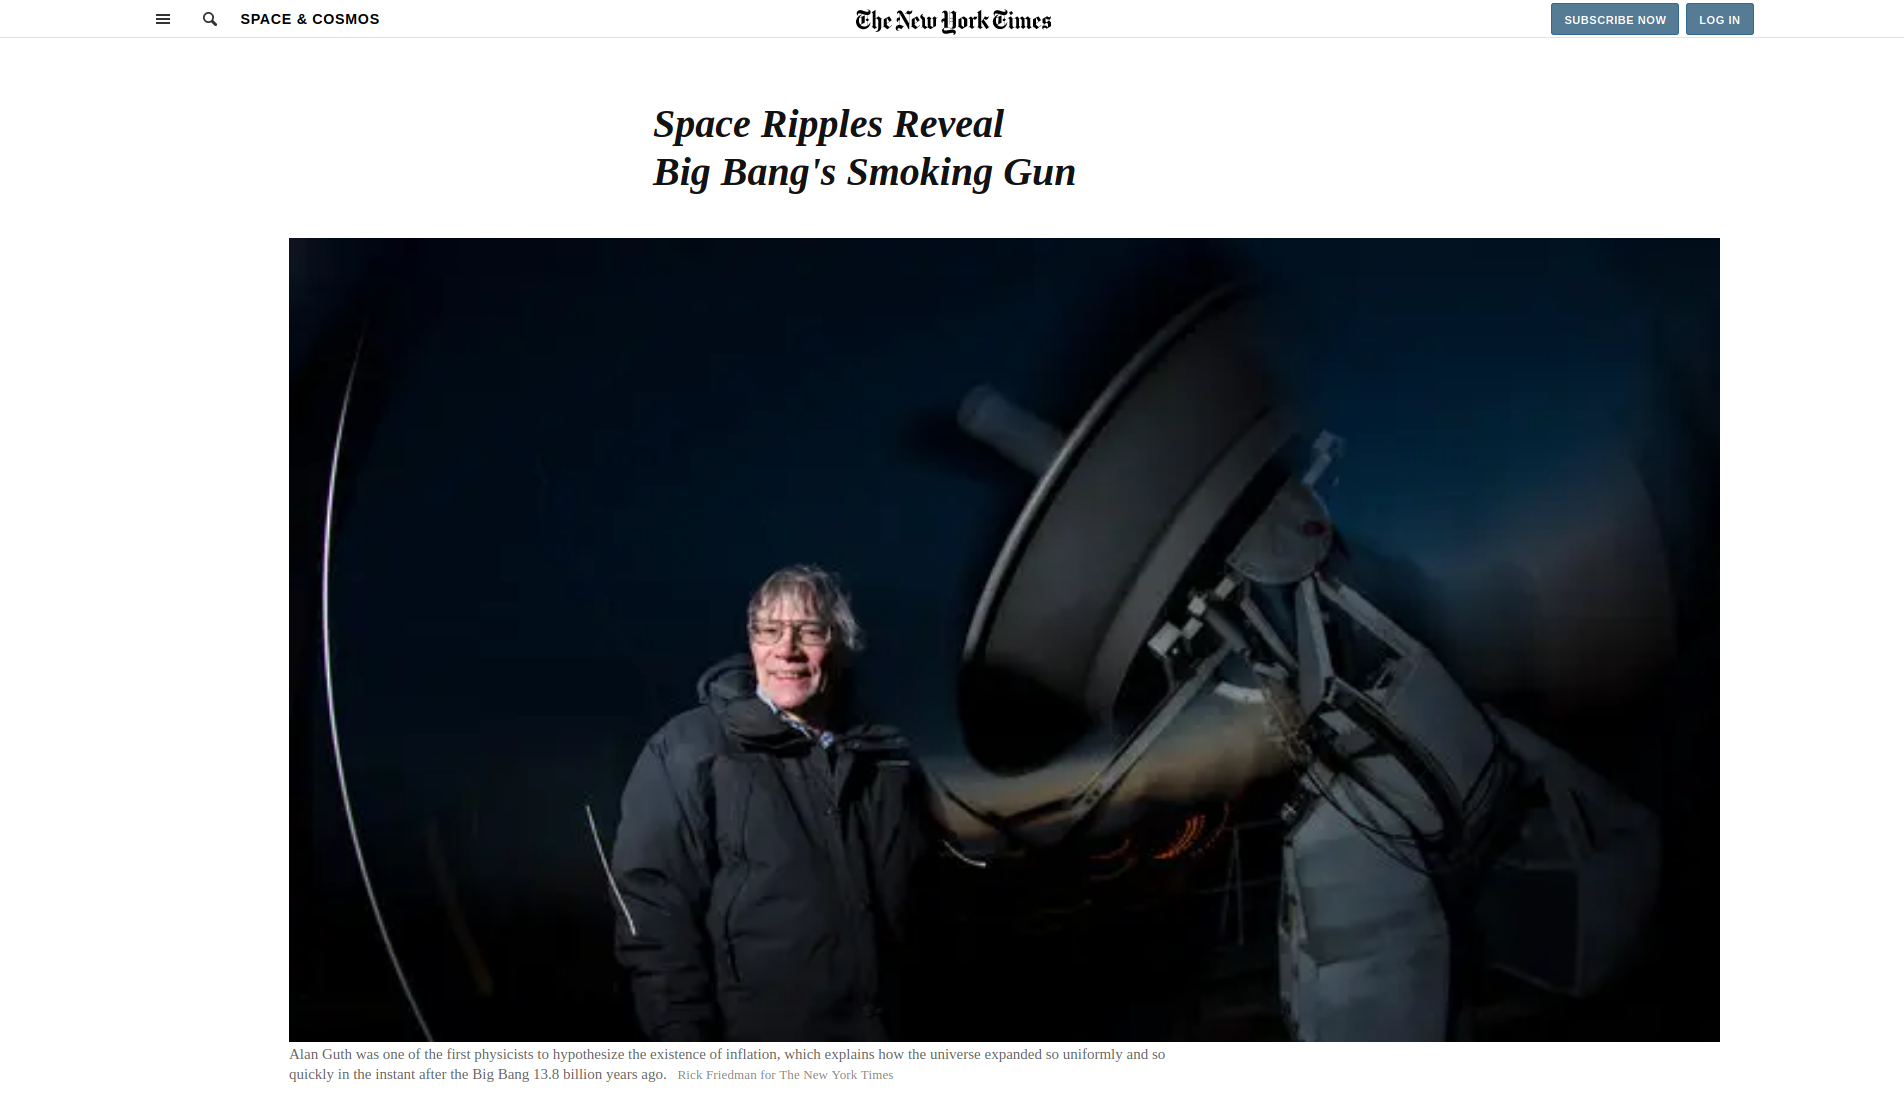 SPACE & COSMOS
The New York Times
SUBSCRIBE NOW
LOG IN
Space Ripples Reveal
Big Bang's Smoking Gun
Alan Guth was one of the first physicists to hypothesize the existence of inflation, which explains how the universe expanded so uniformly and so
quickly in the instant after the Big Bang 13.8 billion years ago. Rick Friedman for The New York Times